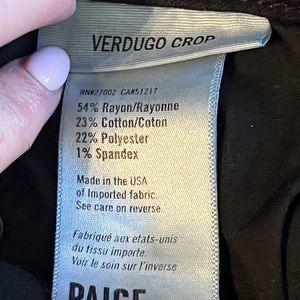 VERDUGO CROP
RN#27002 CA#51217
54% Rayon/Rayonne
23% Cotton/Coton
22% Polyester
1% Spandex
Made in the USA
of Imported fabric.
See care on reverse.
Fabriqué aux etats-unis
du tissu importe.
Voir le soin sur l'inverse
PAIGE